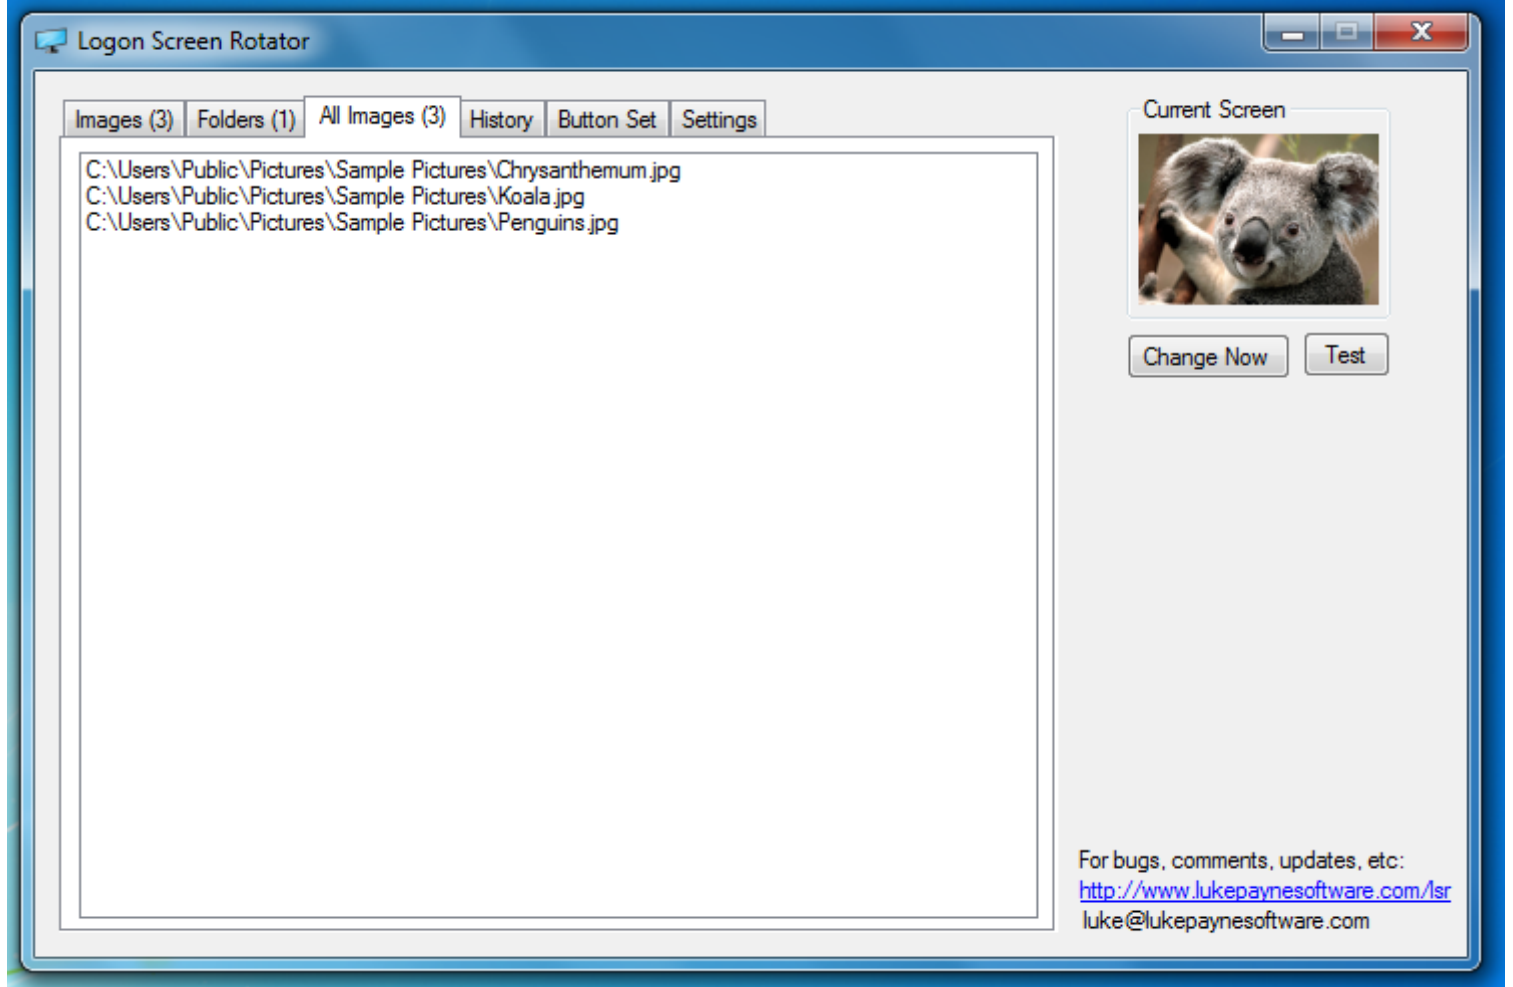 Logon Screen Rotator
Images (3) Folders (1) All Images (3) History Button Set Settings
C:\Users\Public\Pictures\Sample Pictures\Chrysanthemum.jpg
C:\Users\Public\Pictures\Sample Pictures\Koala.jpg
C:\Users\Public\Pictures\Sample Pictures\Penguins.jpg
Current Screen
Change Now Test
For bugs, comments, updates, etc:
http://www.lukepaynesoftware.com/lsr
luke@lukepaynesoftware.com